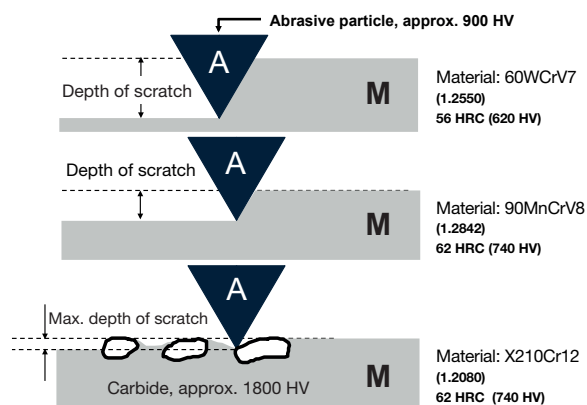 Abrasive particle, approx. 900 HV
A
Depth of scratch
M
Material: 60WCrV7
(1.2550)
56 HRC (620 HV)
A
Depth of scratch
M
Material: 90MnCrV8
(1.2842)
62 HRC (740 HV)
A
Max. depth of scratch
Carbide, approx. 1800 HV
M
Material: X210Cr12
(1.2080)
62 HRC (740 HV)